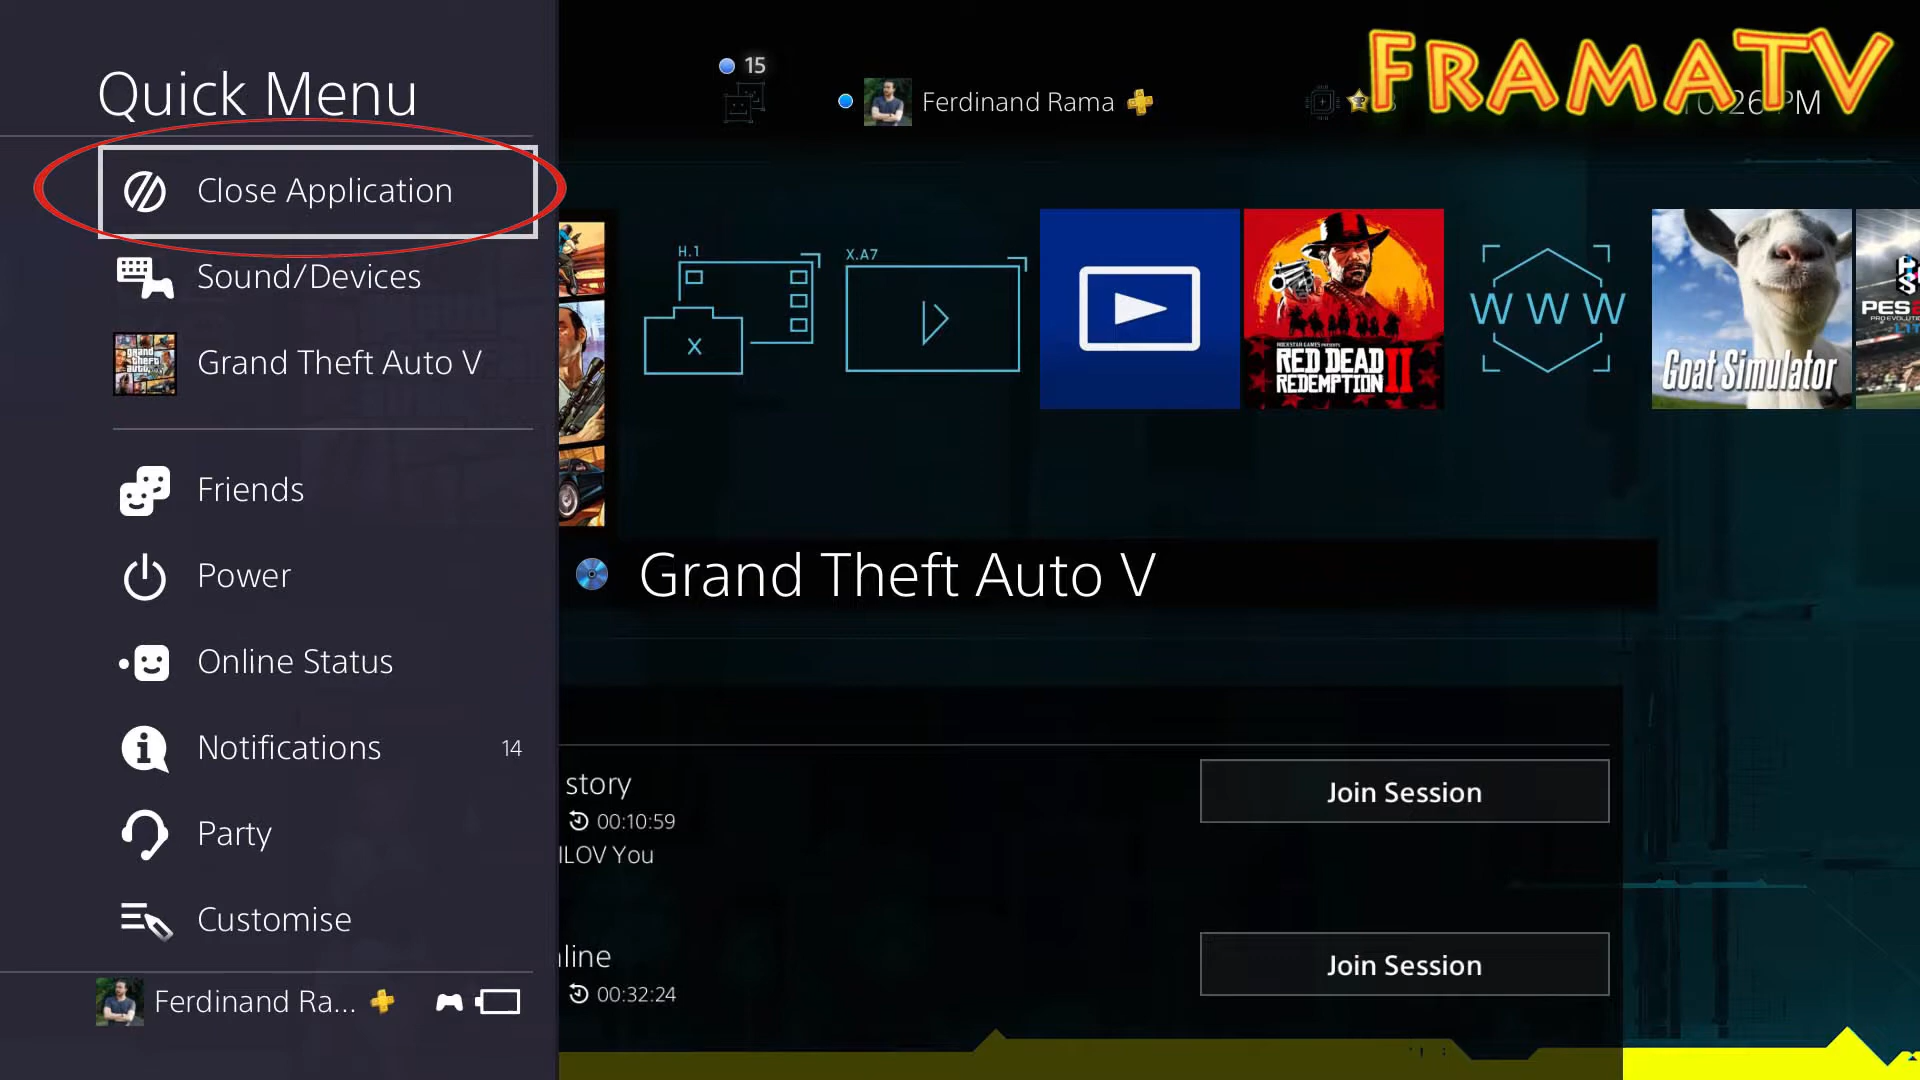 Quick Menu
Close Application
Sound/Devices
Grand Theft Auto V
Friends
Power
Online Status
Notifications 14
Party
Customise
Ferdinand Ra...
15
Ferdinand Rama
FRAMATV
PM
H.1
X
X.A7
RED DEAD
REDEMPTION II
WWW
Goat Simulator
PES
Grand Theft Auto V
story
00:10:59
ILOV You
Join Session
line
00:32:24
Join Session